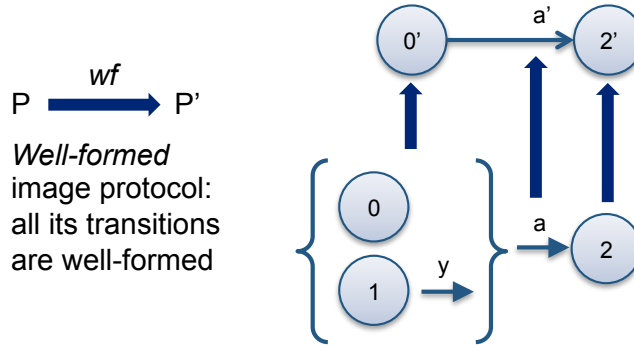 wf
P P’
Well-formed
image protocol:
all its transitions
are well-formed
0’ a’ 2’
0
1 y
a 2